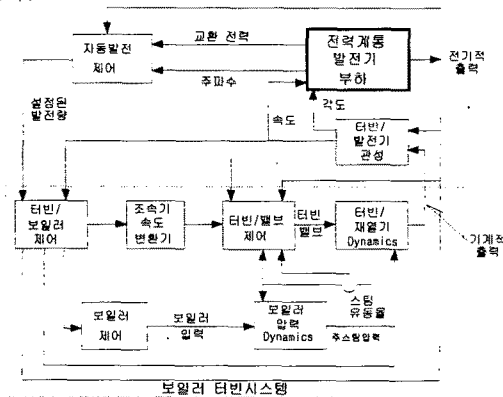 교환 전력
자동발전
제어
전력계통
발전기
부하
전기적
출력
주파수
설정된
발전량
속도
각도
터빈/
발전기
관성
터빈/
보일러
제어
조속기
속도
변환기
터빈/밸브
제어
터빈
밸브
터빈/
재열기
Dynamics
기계적
출력
스팀
유동율
보일러
제어
보일러
입력
보일러
압력
Dynamics
주스팀압력
보일러 터빈시스템